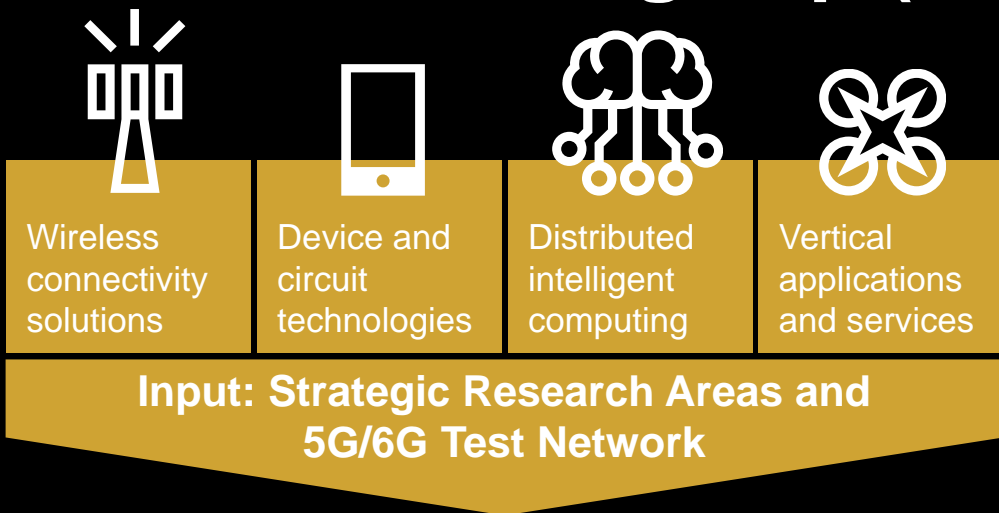 Wireless
connectivity
solutions
Device and
circuit
technologies
Distributed
intelligent
computing
Vertical
applications
and services
Input: Strategic Research Areas and
5G/6G Test Network